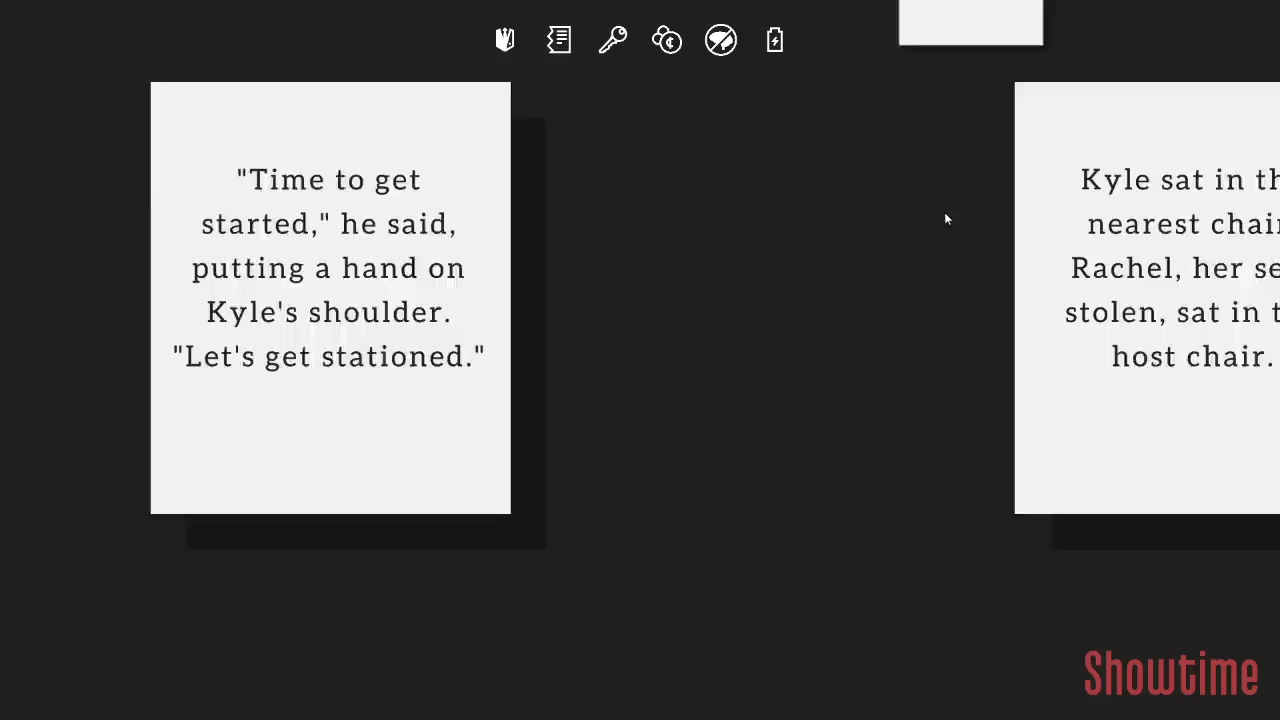 "Time to get
started," he said,
putting a hand on
Kyle's shoulder.
"Let's get stationed."
Kyle sat in th
nearest chair
Rachel, her se
stolen, sat in t
host chair.
Showtime